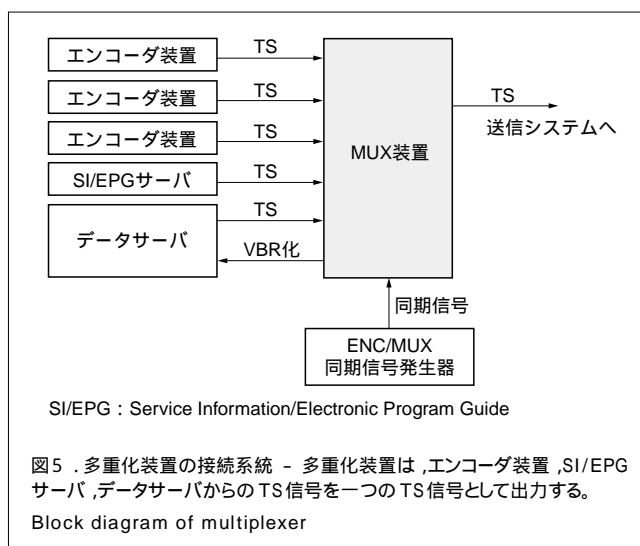 エンコーダ装置
TS
エンコーダ装置
TS
エンコーダ装置
TS
SI/EPGサーバ
TS
データサーバ
TS
VBR化
MUX装置
TS
送信システムへ
同期信号
ENC/MUX
同期信号発生器
SI/EPG : Service Information/Electronic Program Guide
図5 .多重化装置の接続系統 － 多重化装置は ,エンコーダ装置 ,SI/EPG
サーバ ,データサーバからのTS信号を一つのTS信号として出力する。
Block diagram of multiplexer